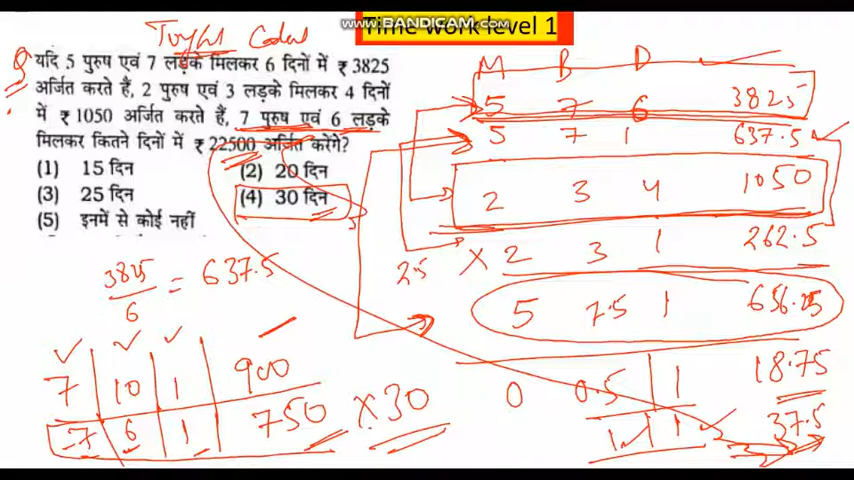 WWW.BANDICAM.COM
Time work level 1
Q यदि 5 पुरुष एवं 7 लड़के मिलकर 6 दिनों में ₹ 3825
अर्जित करते हैं, 2 पुरुष एवं 3 लड़के मिलकर 4 दिनों
में ₹ 1050 अर्जित करते हैं, 7 पुरुष एवं 6 लड़के
मिलकर कितने दिनों में ₹ 22500 अर्जित करेंगे?
(1) 15 दिन (2) 20 दिन
(3) 25 दिन (4) 30 दिन
(5) इनमें से कोई नहीं
3825/6 = 637.5
7 10 1 900
7 6 1 750 × 30
M B D
5 7 6 3825
5 7 1 637.5
2 3 4 1050
2.5 × 2 3 1 262.5
5 7.5 1 656.25
0 0.5 1 18.75
1 1 37.5